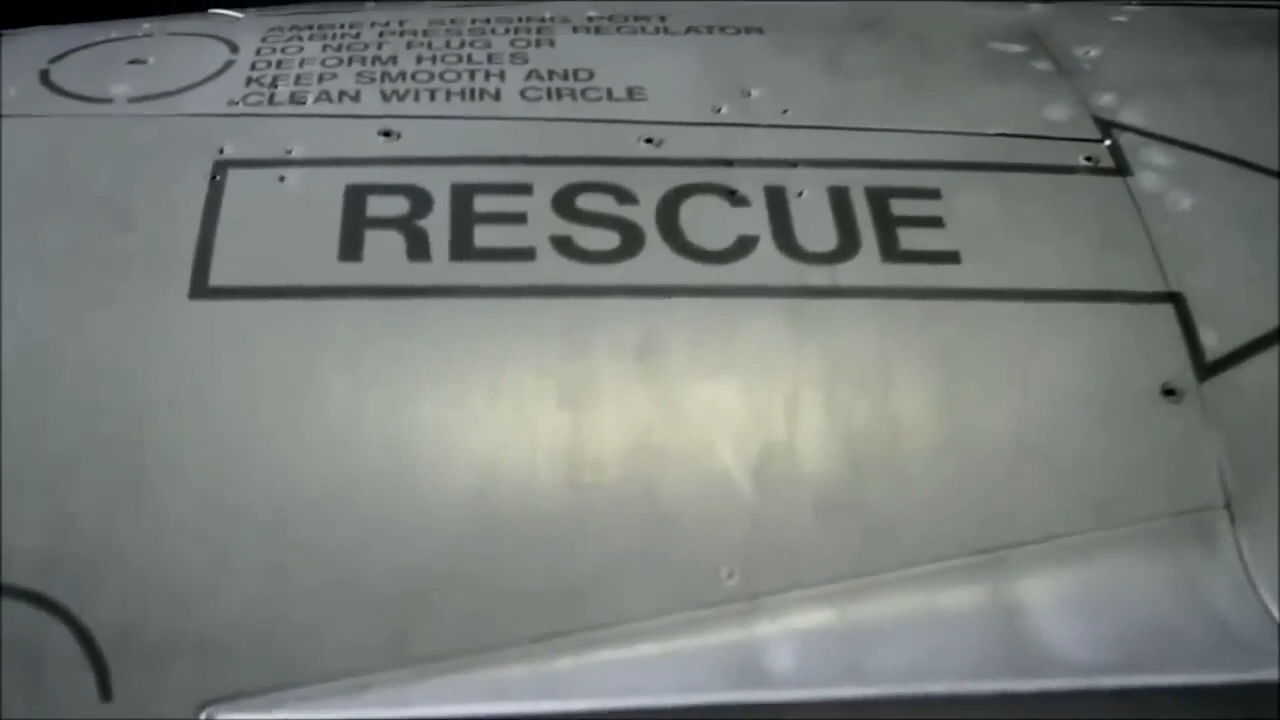 AMBIENT SENSING PORT
CABIN PRESSURE REGULATOR
DO NOT PLUG OR
DEFORM HOLES
KEEP SMOOTH AND
CLEAN WITHIN CIRCLE
RESCUE